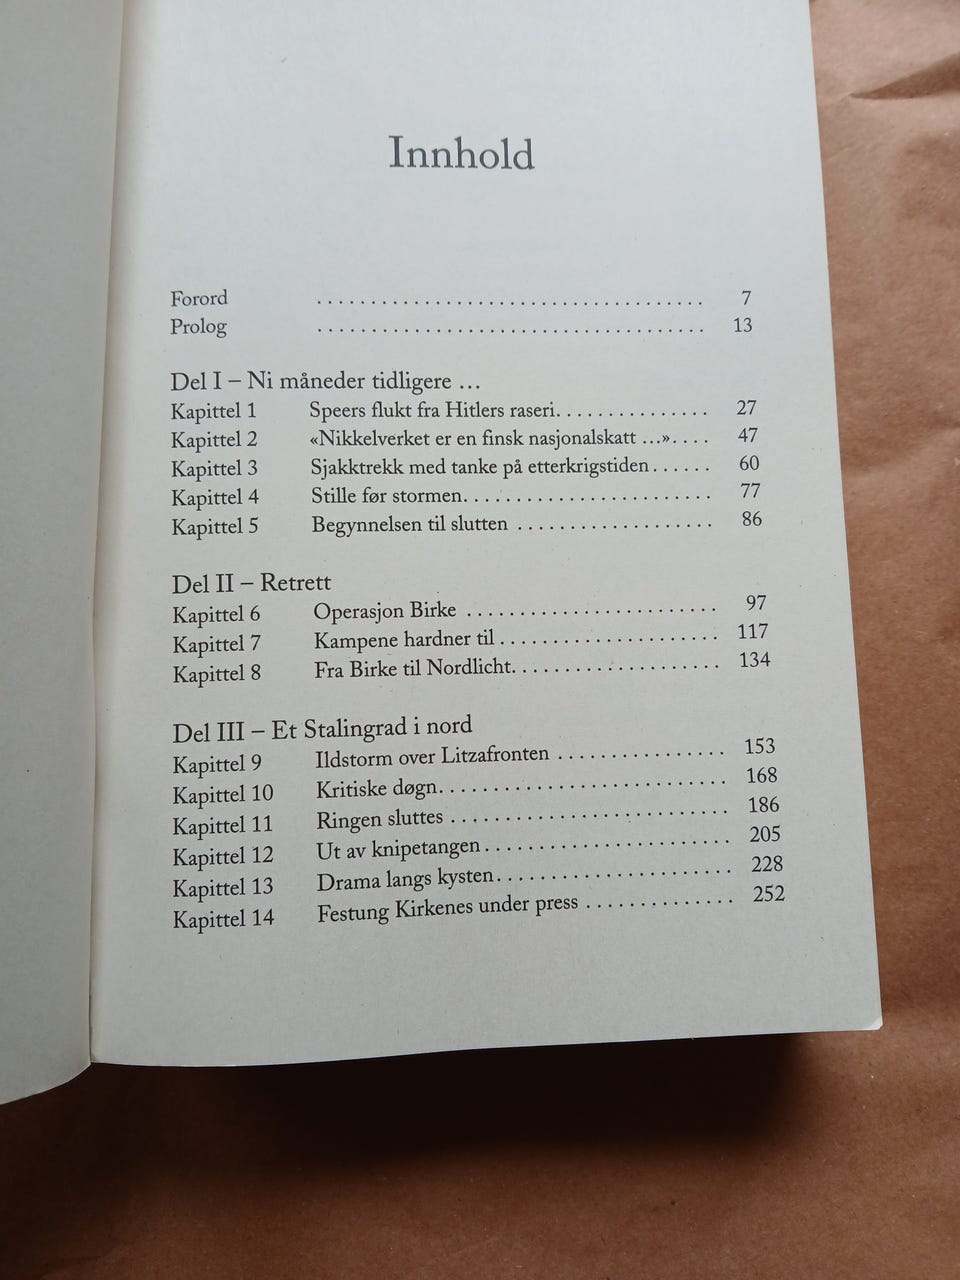 Innhold
Forord ..................................... 7
Prolog ..................................... 13
Del I – Ni måneder tidligere …
Kapittel 1 Speers flukt fra Hitlers raseri............... 27
Kapittel 2 «Nikkelverket er en finsk nasjonalskatt …».... 47
Kapittel 3 Sjakktrekk med tanke på etterkrigstiden...... 60
Kapittel 4 Stille før stormen........................ 77
Kapittel 5 Begynnelsen til slutten ................... 86
Del II – Retrett
Kapittel 6 Operasjon Birke ........................ 97
Kapittel 7 Kampene hardner til..................... 117
Kapittel 8 Fra Birke til Nordlicht.................... 134
Del III – Et Stalingrad i nord
Kapittel 9 Ildstorm over Litzafronten ................ 153
Kapittel 10 Kritiske døgn........................... 168
Kapittel 11 Ringen sluttes .......................... 186
Kapittel 12 Ut av knipetangen....................... 205
Kapittel 13 Drama langs kysten...................... 228
Kapittel 14 Festung Kirkenes under press .............. 252